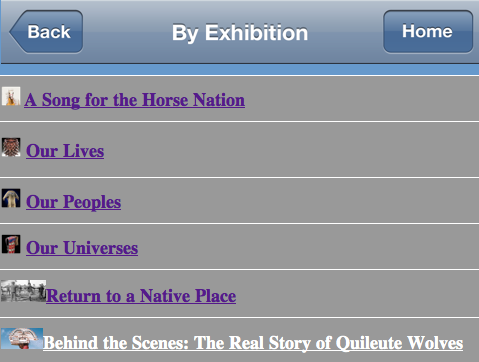 Back
By Exhibition
Home
A Song for the Horse Nation
Our Lives
Our Peoples
Our Universes
Return to a Native Place
Behind the Scenes: The Real Story of Quileute Wolves